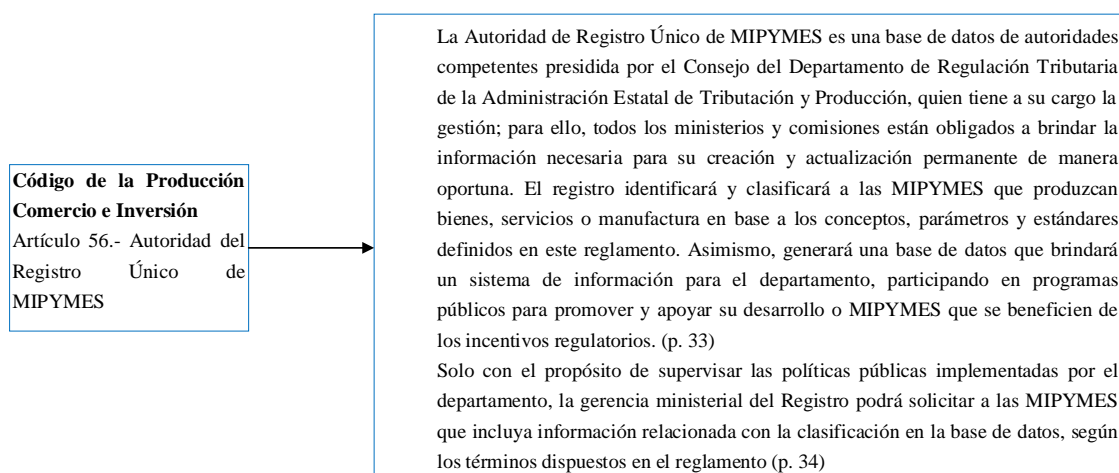 Código de la Producción
Comercio e Inversión
Artículo 56.- Autoridad del
Registro Único de
MIPYMES
La Autoridad de Registro Único de MIPYMES es una base de datos de autoridades
competentes presidida por el Consejo del Departamento de Regulación Tributaria
de la Administración Estatal de Tributación y Producción, quien tiene a su cargo la
gestión; para ello, todos los ministerios y comisiones están obligados a brindar la
información necesaria para su creación y actualización permanente de manera
oportuna. El registro identificará y clasificará a las MIPYMES que produzcan
bienes, servicios o manufactura en base a los conceptos, parámetros y estándares
definidos en este reglamento. Asimismo, generará una base de datos que brindará
un sistema de información para el departamento, participando en programas
públicos para promover y apoyar su desarrollo o MIPYMES que se beneficien de
los incentivos regulatorios. (p. 33)
Solo con el propósito de supervisar las políticas públicas implementadas por el
departamento, la gerencia ministerial del Registro podrá solicitar a las MIPYMES
que incluya información relacionada con la clasificación en la base de datos, según
los términos dispuestos en el reglamento (p. 34)